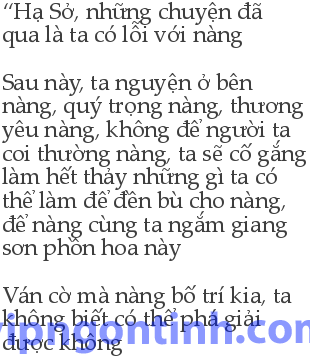 “Hạ Sở, những chuyện đã
qua là ta có lỗi với nàng
Sau này, ta nguyện ở bên
nàng, quý trọng nàng, thương
yêu nàng, không để người ta
coi thường nàng, ta sẽ cố gắng
làm hết thảy những gì ta có
thể làm để đền bù cho nàng,
để nàng cùng ta ngắm giang
sơn phồn hoa này
Ván cờ mà nàng bố trí kia, ta
không biết có thể phá giải
được không
vipngontinh.com